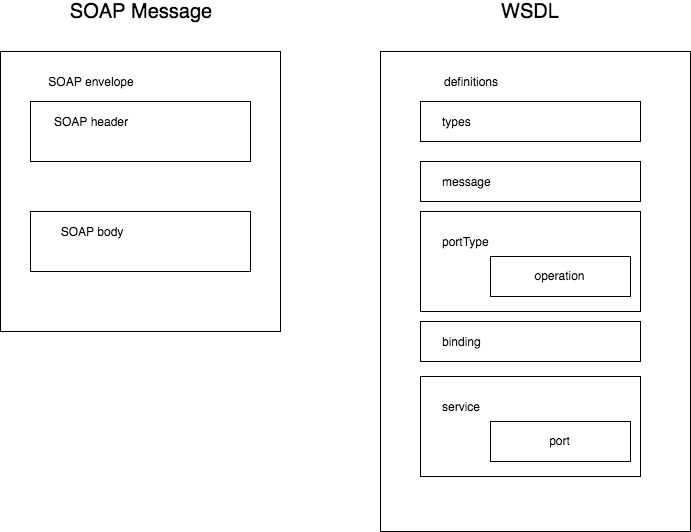 SOAP Message
SOAP envelope
SOAP header
SOAP body
WSDL
definitions
types
message
portType
operation
binding
service
port